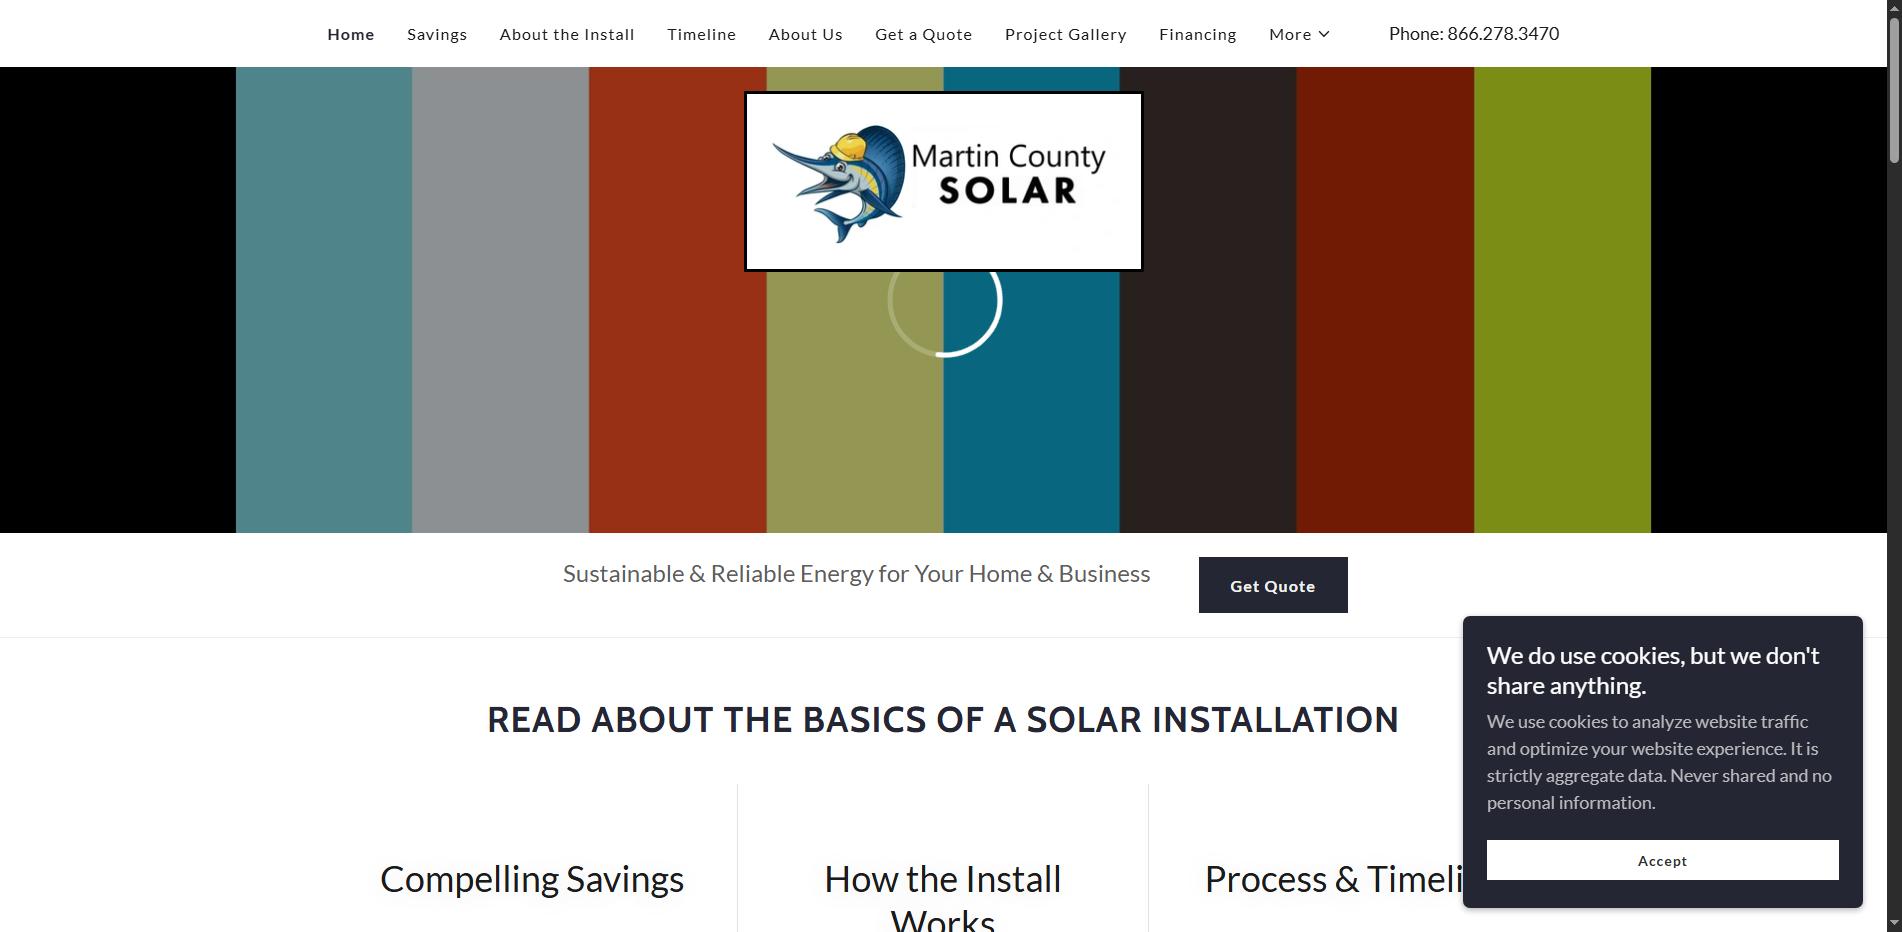 Home Savings About the Install Timeline About Us Get a Quote Project Gallery Financing More Phone: 866.278.3470
Martin County
SOLAR
Sustainable & Reliable Energy for Your Home & Business
Get Quote
READ ABOUT THE BASICS OF A SOLAR INSTALLATION
Compelling Savings
How the Install
Works
Process & Timeli
We do use cookies, but we don't
share anything.
We use cookies to analyze website traffic
and optimize your website experience. It is
strictly aggregate data. Never shared and no
personal information.
Accept